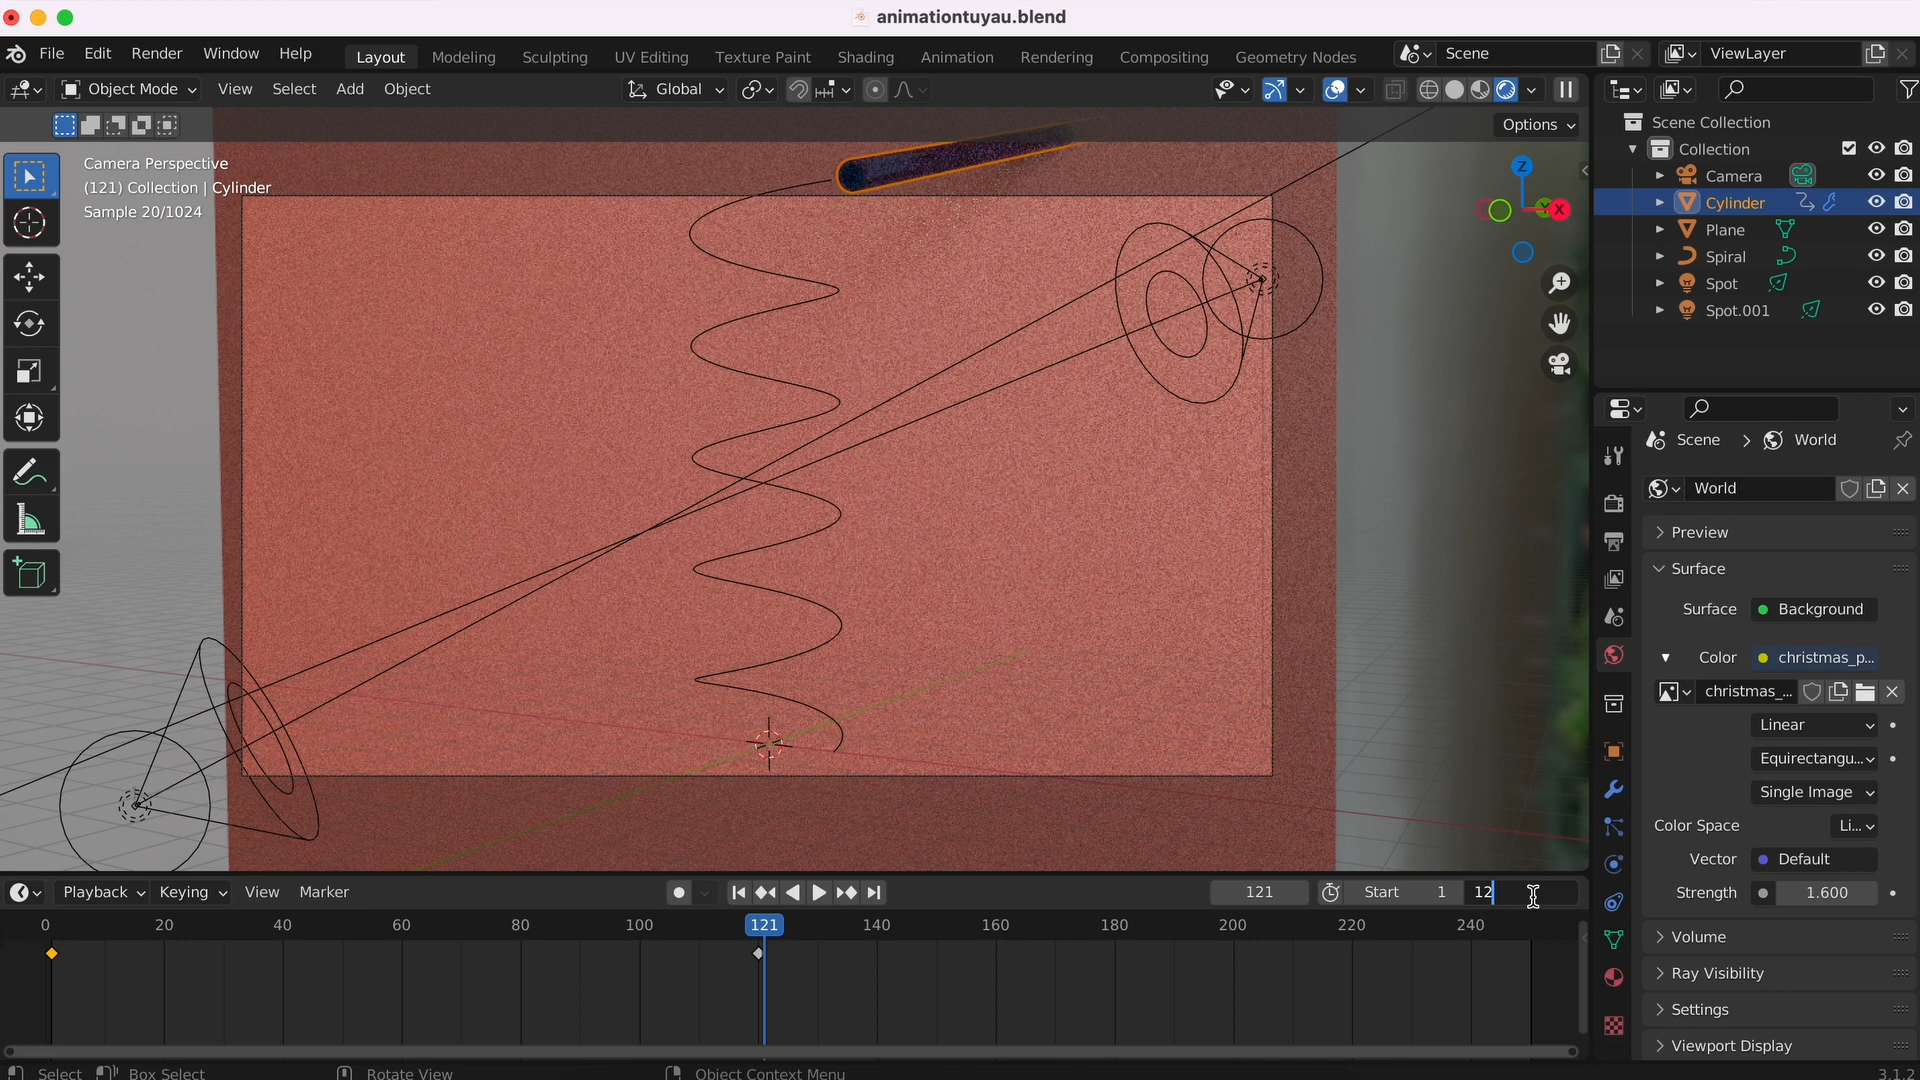 animationtuyau.blend
File Edit Render Window Help Layout Modeling Sculpting UV Editing Texture Paint Shading Animation Rendering Compositing Geometry Nodes Scene ViewLayer
Object Mode View Select Add Object Global
Options
Camera Perspective
(121) Collection | Cylinder
Sample 20/1024
Z
Y
X
Scene Collection
Collection
Camera
Cylinder
Plane
Spiral
Spot
Spot.001
Scene > World
World
Preview
Surface
Surface Background
Color christmas_p...
christmas_...
Linear
Equirectangu...
Single Image
Color Space Li...
Vector Default
Strength 1.600
Volume
Ray Visibility
Settings
Viewport Display
Playback Keying View Marker 121 Start 1 12
0 20 40 60 80 100 121 140 160 180 200 220 240
Select Box Select Rotate View Object Context Menu 3.1.2